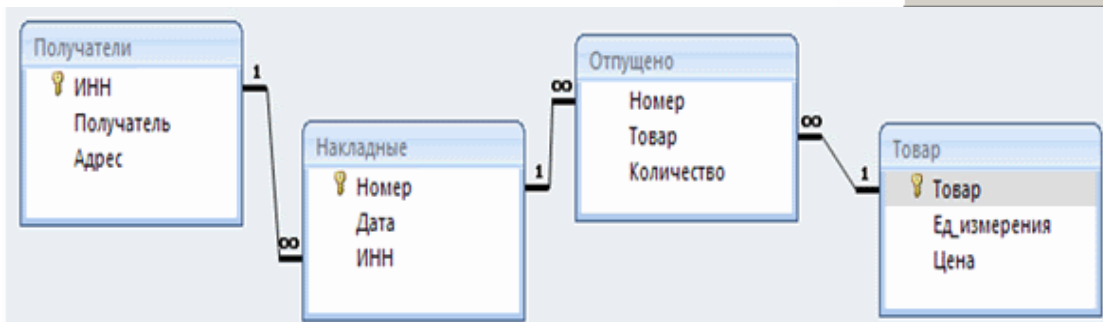 Получатели
ИНН
Получатель
Адрес
1
∞
Накладные
Номер
Дата
ИНН
1
∞
Отпущено
Номер
Товар
Количество
∞
1
Товар
Товар
Ед_измерения
Цена